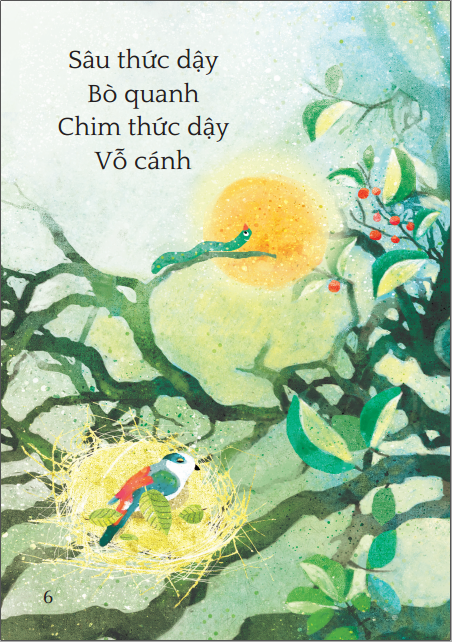 Sâu thức dậy
Bò quanh
Chim thức dậy
Vỗ cánh
6